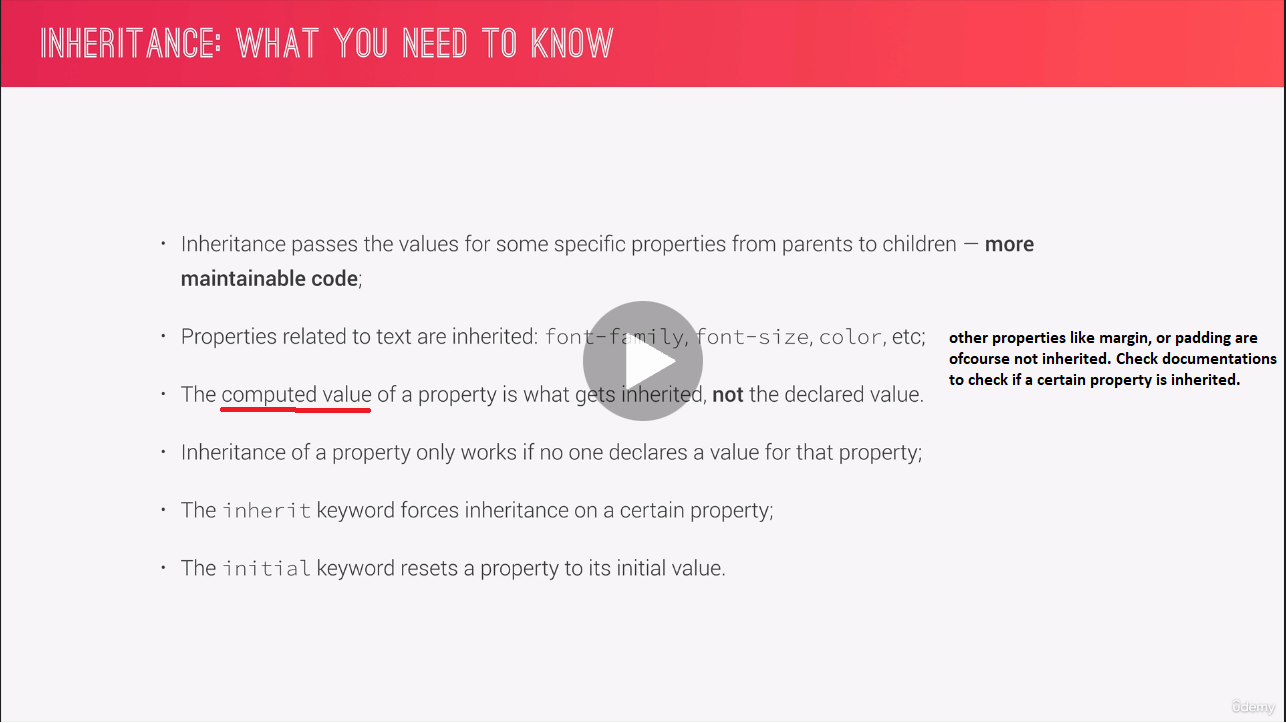 INHERITANCE: WHAT YOU NEED TO KNOW
• Inheritance passes the values for some specific properties from parents to children — more
maintainable code;
• Properties related to text are inherited: font-family, font-size, color, etc;
other properties like margin, or padding are
ofcourse not inherited. Check documentations
to check if a certain property is inherited.
• The computed value of a property is what gets inherited, not the declared value.
• Inheritance of a property only works if no one declares a value for that property;
• The inherit keyword forces inheritance on a certain property;
• The initial keyword resets a property to its initial value.
ûdemy